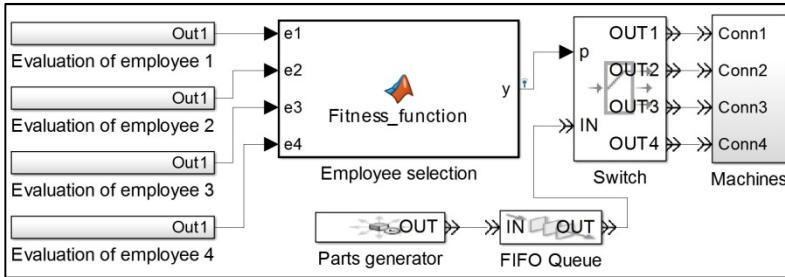 Out1
Evaluation of employee 1
Out1
Evaluation of employee 2
Out1
Evaluation of employee 3
Out1
Evaluation of employee 4
e1
e2
e3
e4
Fitness_function
y
Employee selection
p
IN
OUT1
OUT2
OUT3
OUT4
Switch
Conn1
Conn2
Conn3
Conn4
Machines
OUT
Parts generator
IN OUT
FIFO Queue